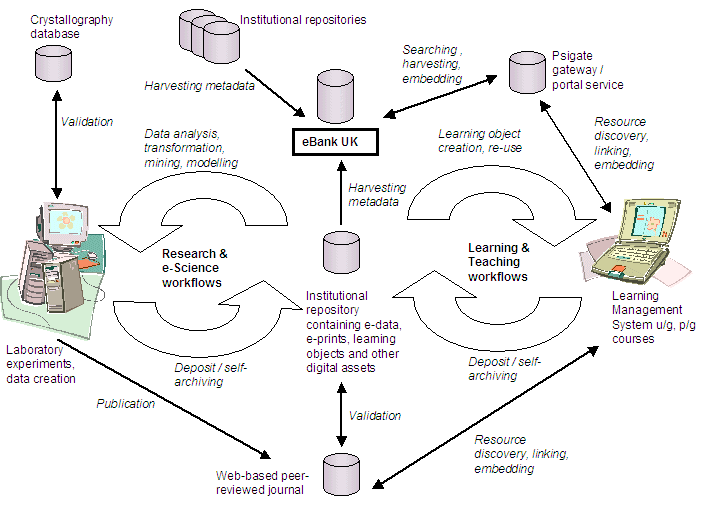 Crystallography
database
Institutional repositories
Harvesting metadata
Searching ,
harvesting,
embedding
Psigate
gateway /
portal service
Validation
Data analysis,
transformation,
mining, modelling
eBank UK
Learning object
creation, re-use
Resource
discovery,
linking,
embedding
Harvesting
metadata
Research &
e-Science
workflows
Learning &
Teaching
workflows
Institutional
repository
containing e-data,
e-prints, learning
objects and other
digital assets
Learning
Management
System u/g, p/g
courses
Laboratory
experiments,
data creation
Deposit / self-
archiving
Deposit / self-
archiving
Publication
Validation
Resource
discovery, linking,
embedding
Web-based peer-
reviewed journal